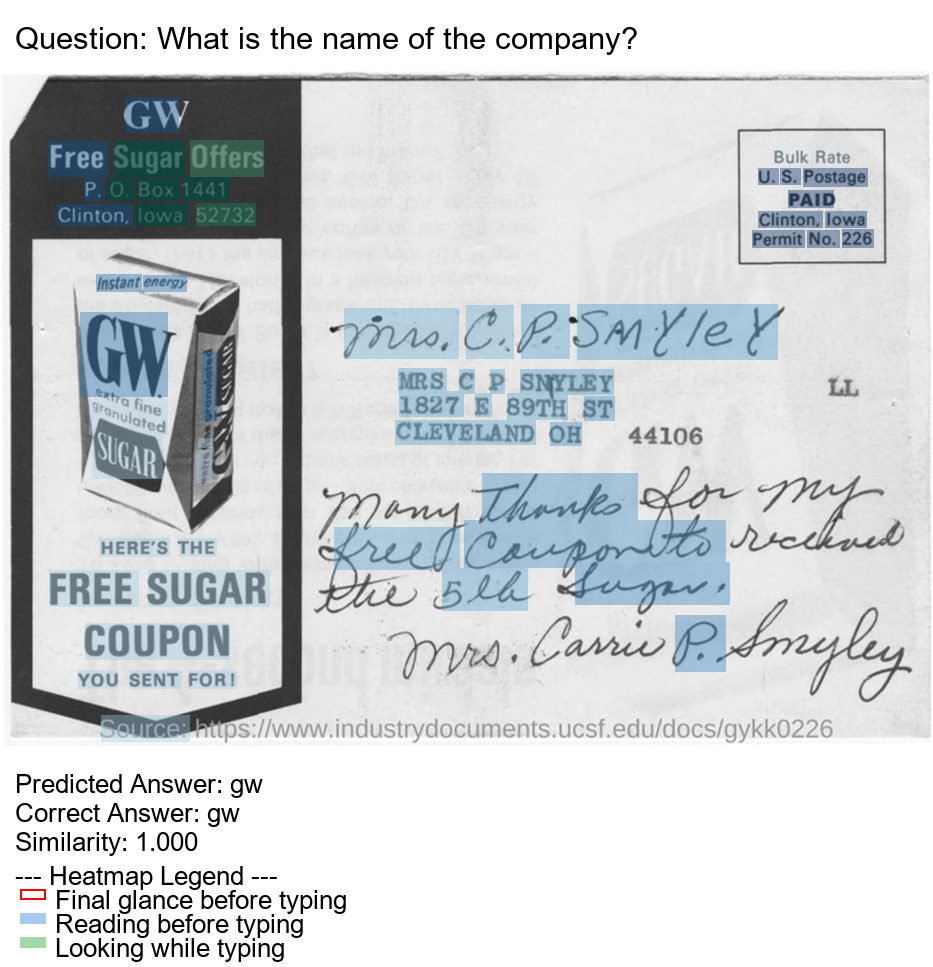 Question: What is the name of the company?
GW
Free Sugar Offers
P. O. Box 1441
Clinton, Iowa 52732
Bulk Rate
U. S. Postage
PAID
Clinton, Iowa
Permit No. 226
Instant energy
GW
extra fine
granulated
SUGAR
extra fine granulated
GW SUGAR
Mrs. C. P. SMYleY
MRS C P SMYLEY
1827 E 89TH ST
CLEVELAND OH 44106
LL
Many Thanks for my
free Coupon to received
the 5 lb Sugar.
Mrs. Carrie P. Smyley
HERE'S THE
FREE SUGAR
COUPON
YOU SENT FOR!
Source: https://www.industrydocuments.ucsf.edu/docs/gykk0226
Predicted Answer: gw
Correct Answer: gw
Similarity: 1.000
--- Heatmap Legend ---
Final glance before typing
Reading before typing
Looking while typing